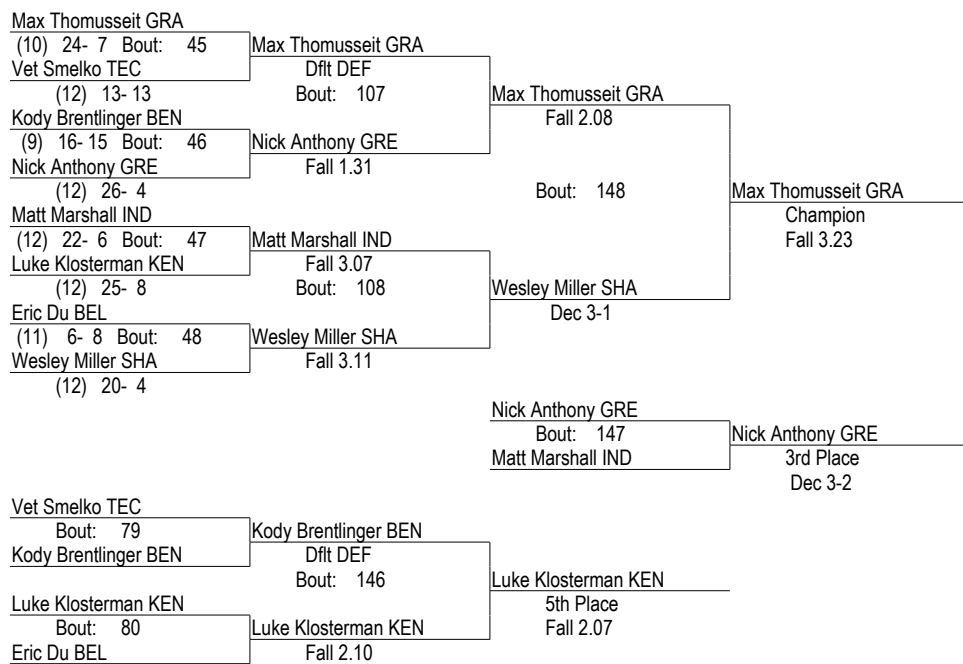 Max Thomusseit GRA
(10) 24- 7 Bout: 45
Max Thomusseit GRA
Vet Smelko TEC
Dflt DEF
(12) 13- 13
Bout: 107
Max Thomusseit GRA
Kody Brentlinger BEN
Fall 2.08
(9) 16- 15 Bout: 46
Nick Anthony GRE
Nick Anthony GRE
Fall 1.31
(12) 26- 4
Bout: 148
Max Thomusseit GRA
Matt Marshall IND
Champion
(12) 22- 6 Bout: 47
Matt Marshall IND
Fall 3.23
Luke Klosterman KEN
Fall 3.07
(12) 25- 8
Bout: 108
Wesley Miller SHA
Eric Du BEL
Dec 3-1
(11) 6- 8 Bout: 48
Wesley Miller SHA
Wesley Miller SHA
Fall 3.11
(12) 20- 4
Nick Anthony GRE
Bout: 147
Nick Anthony GRE
Matt Marshall IND
3rd Place
Dec 3-2
Vet Smelko TEC
Bout: 79
Kody Brentlinger BEN
Kody Brentlinger BEN
Dflt DEF
Bout: 146
Luke Klosterman KEN
Luke Klosterman KEN
5th Place
Bout: 80
Luke Klosterman KEN
Fall 2.07
Eric Du BEL
Fall 2.10